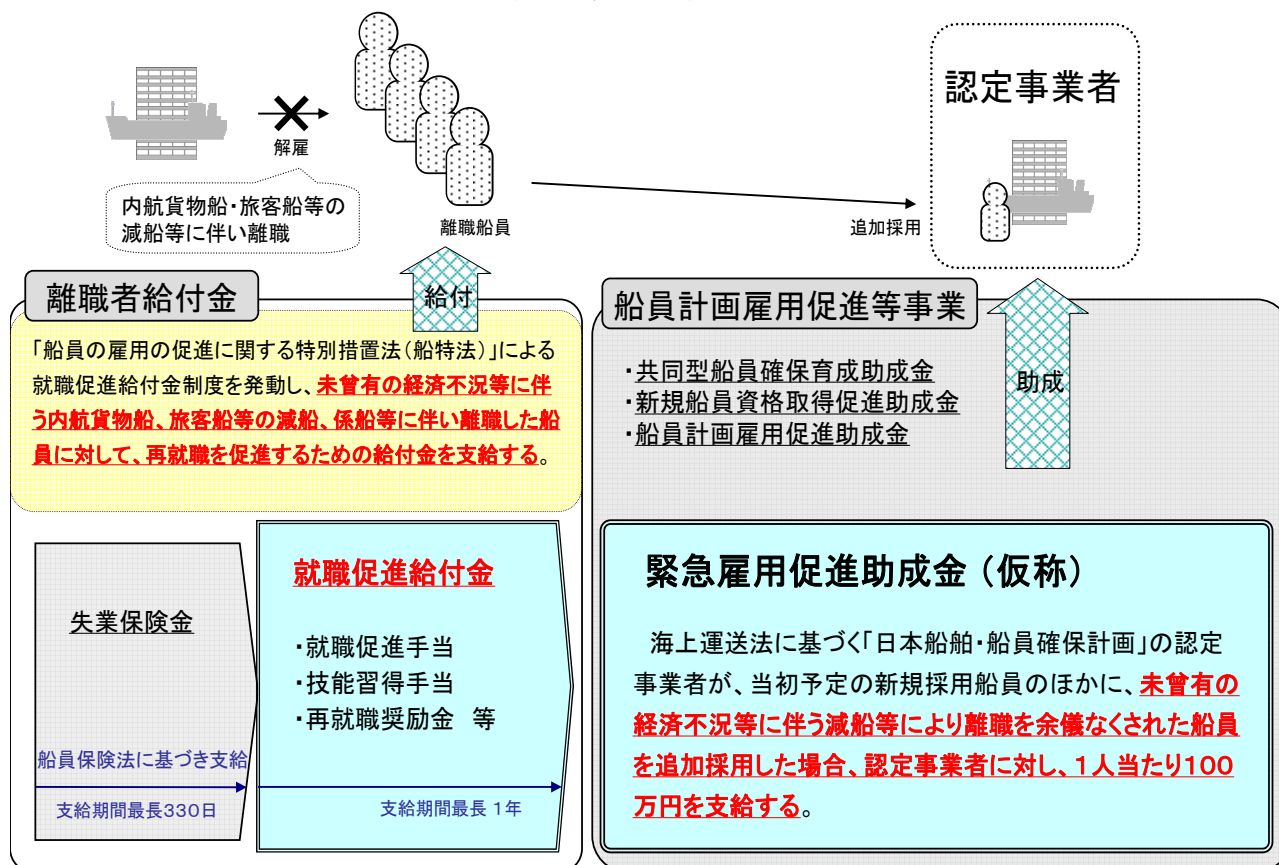 認定事業者
解雇
内航貨物船・旅客船等の
減船等に伴い離職
離職船員
追加採用
離職者給付金
給付
「船員の雇用の促進に関する特別措置法（船特法）」による
就職促進給付金制度を発動し、未曾有の経済不況等に伴
う内航貨物船、旅客船等の減船、係船等に伴い離職した船
員に対して、再就職を促進するための給付金を支給する。
失業保険金
船員保険法に基づき支給
支給期間最長330日
就職促進給付金
・就職促進手当
・技能習得手当
・再就職奨励金　等
支給期間最長 1年
船員計画雇用促進等事業
・共同型船員確保育成助成金
・新規船員資格取得促進助成金
・船員計画雇用促進助成金
助成
緊急雇用促進助成金（仮称）
海上運送法に基づく「日本船舶・船員確保計画」の認定
事業者が、当初予定の新規採用船員のほかに、未曾有の
経済不況等に伴う減船等により離職を余儀なくされた船員
を追加採用した場合、認定事業者に対し、１人当たり１００
万円を支給する。